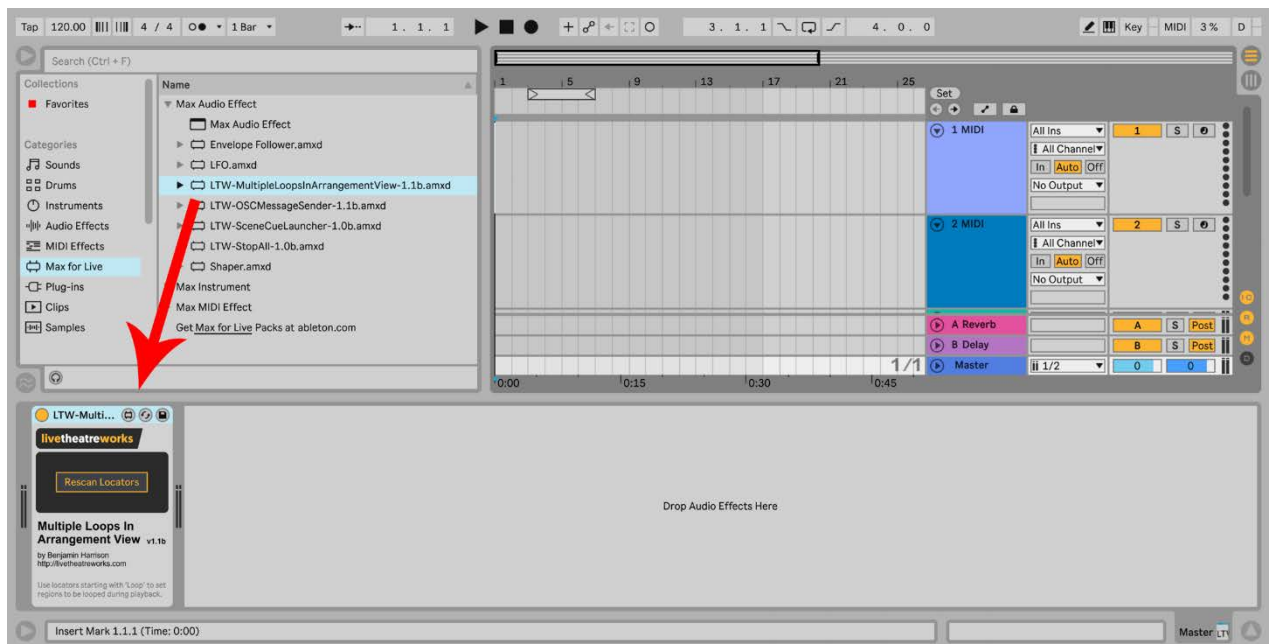 Tap 120.00 4 / 4 1 Bar 1. 1. 1 3. 1. 1 4. 0. 0 Key MIDI 3 % D
Search (Ctrl + F)
Collections
Favorites
Categories
Sounds
Drums
Instruments
Audio Effects
MIDI Effects
Max for Live
Plug-ins
Clips
Samples
Name
Max Audio Effect
Max Audio Effect
Envelope Follower.amxd
LFO.amxd
LTW-MultipleLoopsInArrangementView-1.1b.amxd
LTW-OSCMessageSender-1.1b.amxd
LTW-SceneCueLauncher-1.0b.amxd
LTW-StopAll-1.0b.amxd
Shaper.amxd
Max Instrument
Max MIDI Effect
Get Max for Live Packs at ableton.com
1 5 9 13 17 21 25
Set
1 MIDI All Ins 1 S
All Channel
In Auto Off
No Output
2 MIDI All Ins 2 S
All Channel
In Auto Off
No Output
A Reverb A S Post
B Delay B S Post
1/1 Master 1/2 0 0
0:00 0:15 0:30 0:45
I O
R
M
D
LTW-Multi...
livetheatreworks
Rescan Locators
Multiple Loops In
Arrangement View v1.1b
by Benjamin Harrison
http://livetheatreworks.com
Use locators starting with 'Loop' to set
regions to be looped during playback.
Drop Audio Effects Here
Insert Mark 1.1.1 (Time: 0:00)
Master